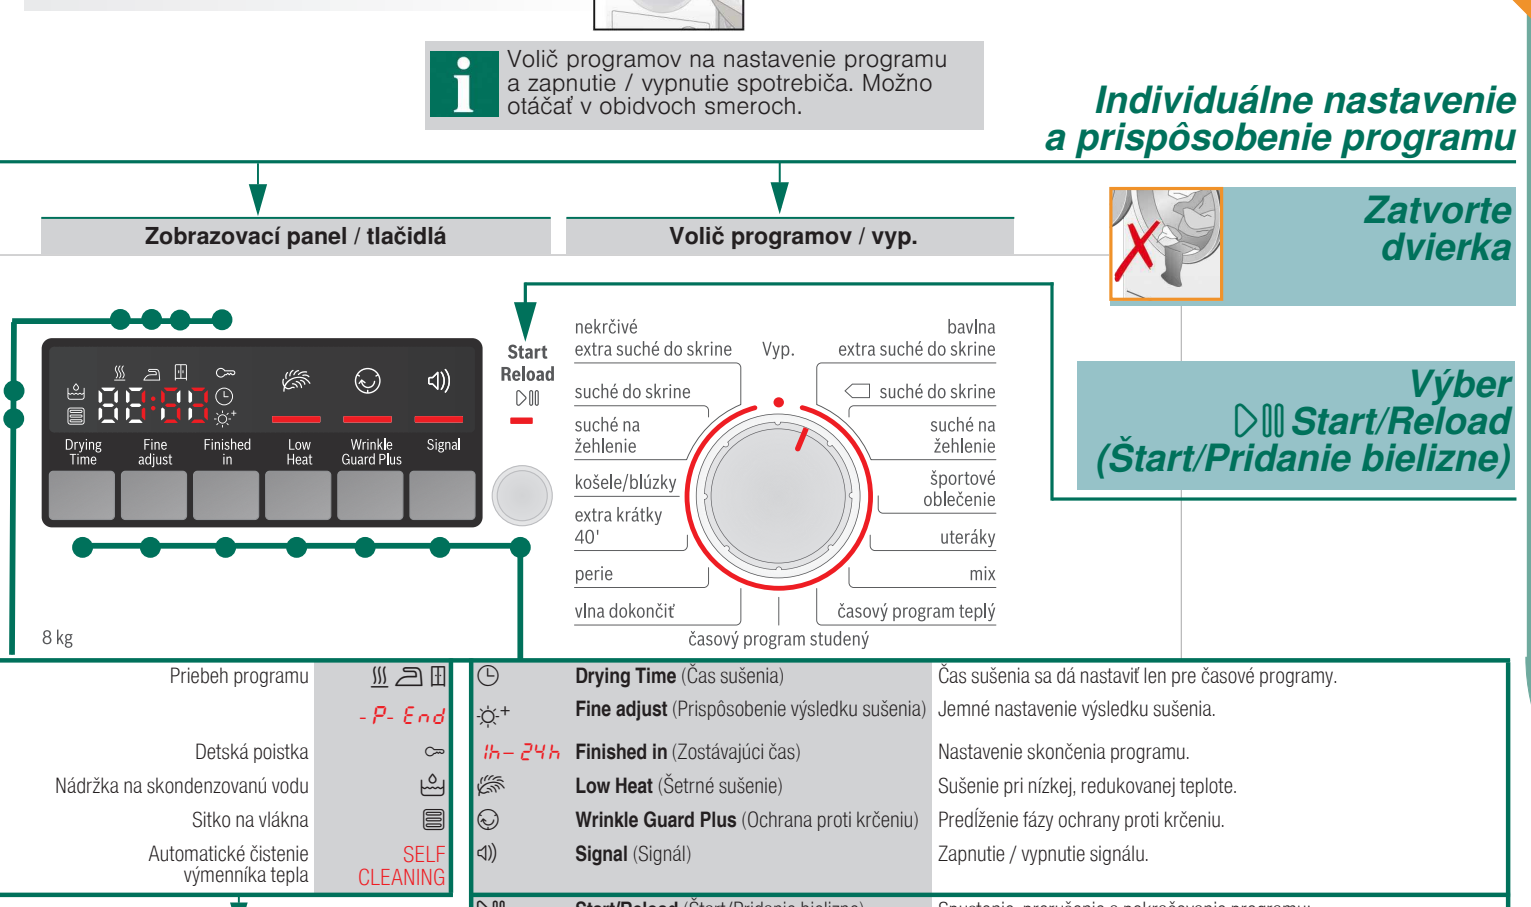 Volič programov na nastavenie programu
a zapnutie / vypnutie spotrebiča. Možno
otáčať v obidvoch smeroch.
Individuálne nastavenie
a prispôsobenie programu
Zobrazovací panel / tlačidlá
Volič programov / vyp.
Zatvorte
dvierka
Start
Reload
Drying
Time
Fine
adjust
Finished
in
Low
Heat
Wrinkle
Guard Plus
Signal
nekrčivé
extra suché do skrine
suché do skrine
suché na
žehlenie
košele/blúzky
extra krátky
40'
perie
vlna dokončiť
Vyp.
bavlna
extra suché do skrine
suché do skrine
suché na
žehlenie
športové
oblečenie
uteráky
mix
časový program teplý
časový program studený
Výber
Start/Reload
(Štart/Pridanie bielizne)
8 kg
Priebeh programu
- P- End
Detská poistka
Nádržka na skondenzovanú vodu
Sitko na vlákna
Automatické čistenie
výmenníka tepla
SELF
CLEANING
Drying Time (Čas sušenia) Čas sušenia sa dá nastaviť len pre časové programy.
Fine adjust (Prispôsobenie výsledku sušenia) Jemné nastavenie výsledku sušenia.
1h – 24h Finished in (Zostávajúci čas) Nastavenie skončenia programu.
Low Heat (Šetrné sušenie) Sušenie pri nízkej, redukovanej teplote.
Wrinkle Guard Plus (Ochrana proti krčeniu) Predĺženie fázy ochrany proti krčeniu.
Signal (Signál) Zapnutie / vypnutie signálu.
Start/Reload (Štart/Pridanie bielizne)